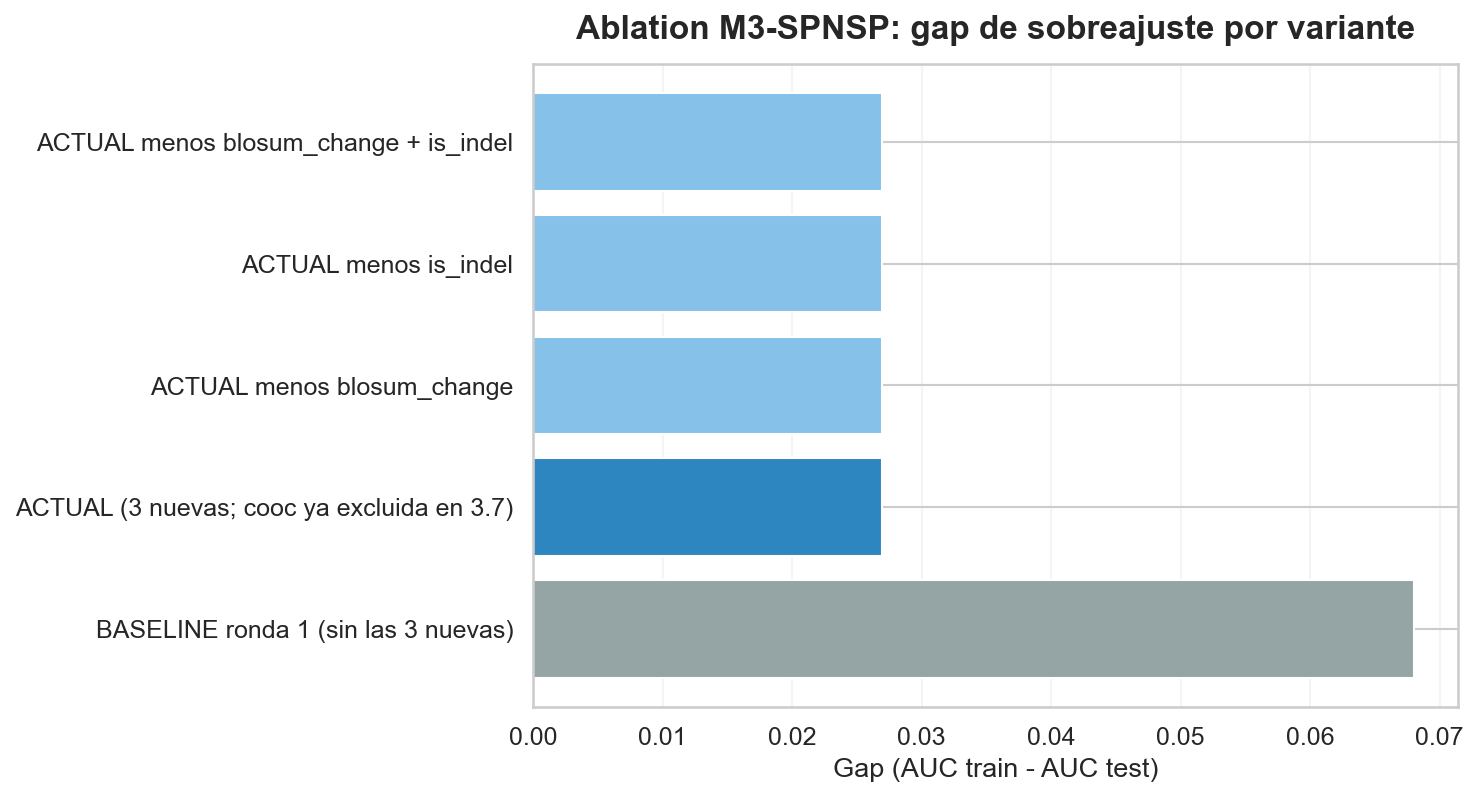 Ablation M3-SPNSP: gap de sobreajuste por variante
ACTUAL menos blosum_change + is_indel
ACTUAL menos is_indel
ACTUAL menos blosum_change
ACTUAL (3 nuevas; cooc ya excluida en 3.7)
BASELINE ronda 1 (sin las 3 nuevas)
0.00 0.01 0.02 0.03 0.04 0.05 0.06 0.07
Gap (AUC train - AUC test)